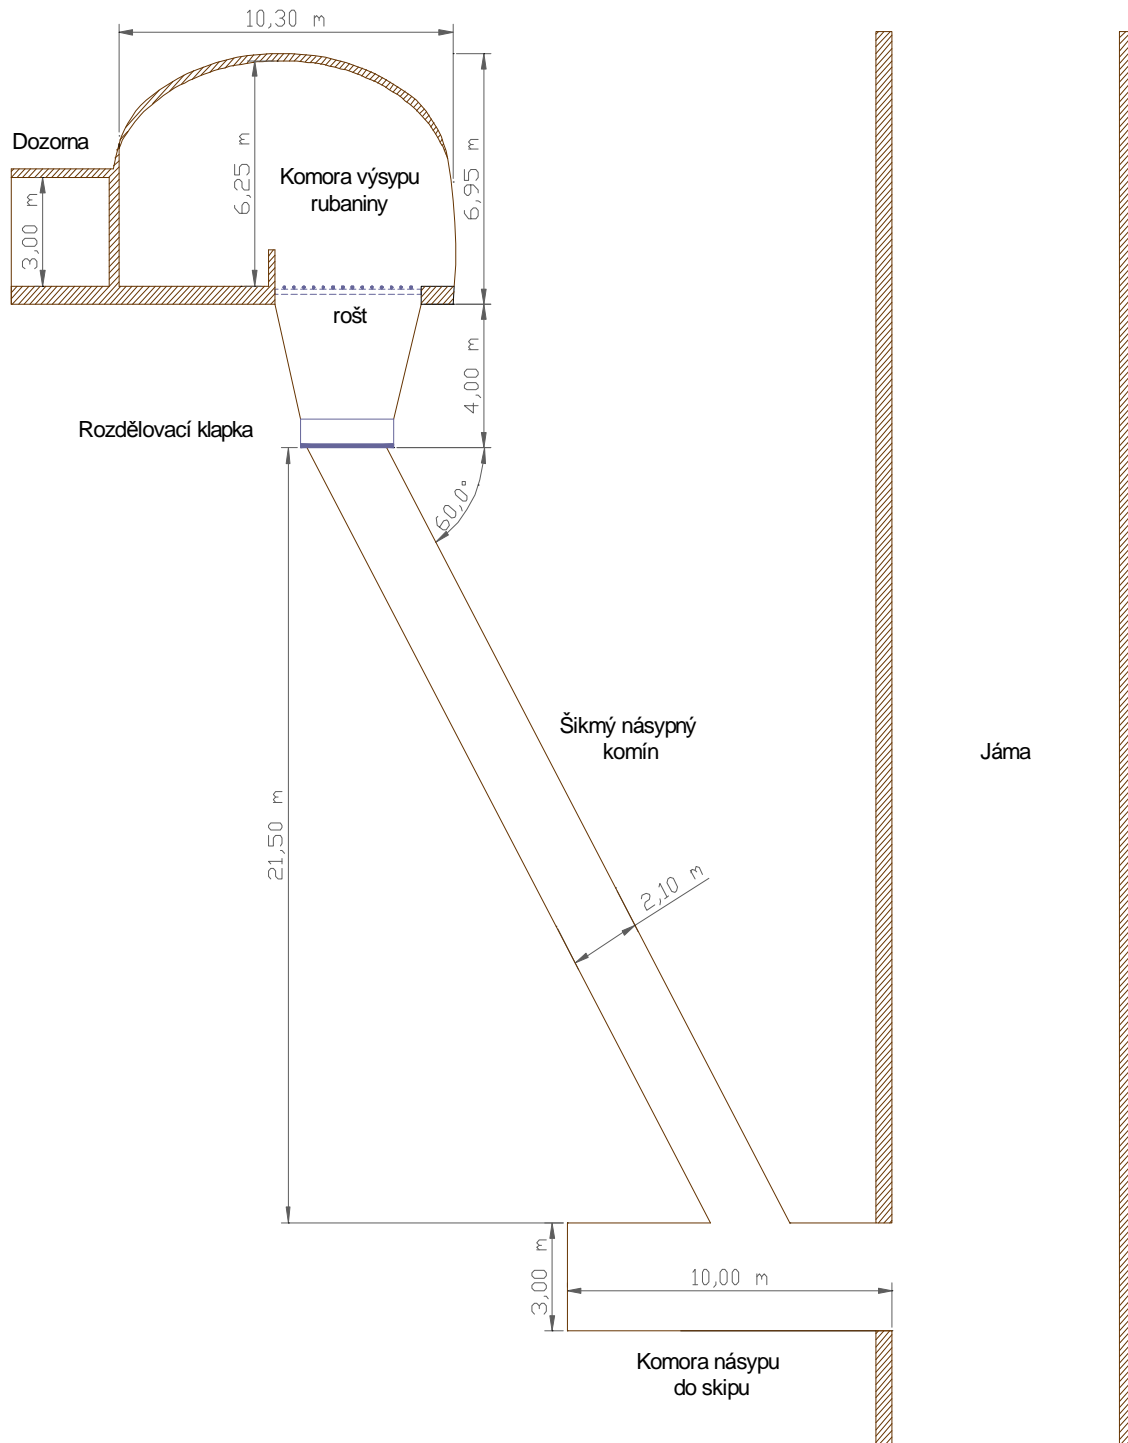 10,30 m
Dozorna
6,25 m
6,95 m
Komora výsypu
rubaniny
3,00 m
rošt
4,00 m
Rozdělovací klapka
60,0°
Šikmý násypný
komín
Jáma
21,50 m
2,10 m
3,00 m
10,00 m
Komora násypu
do skipu